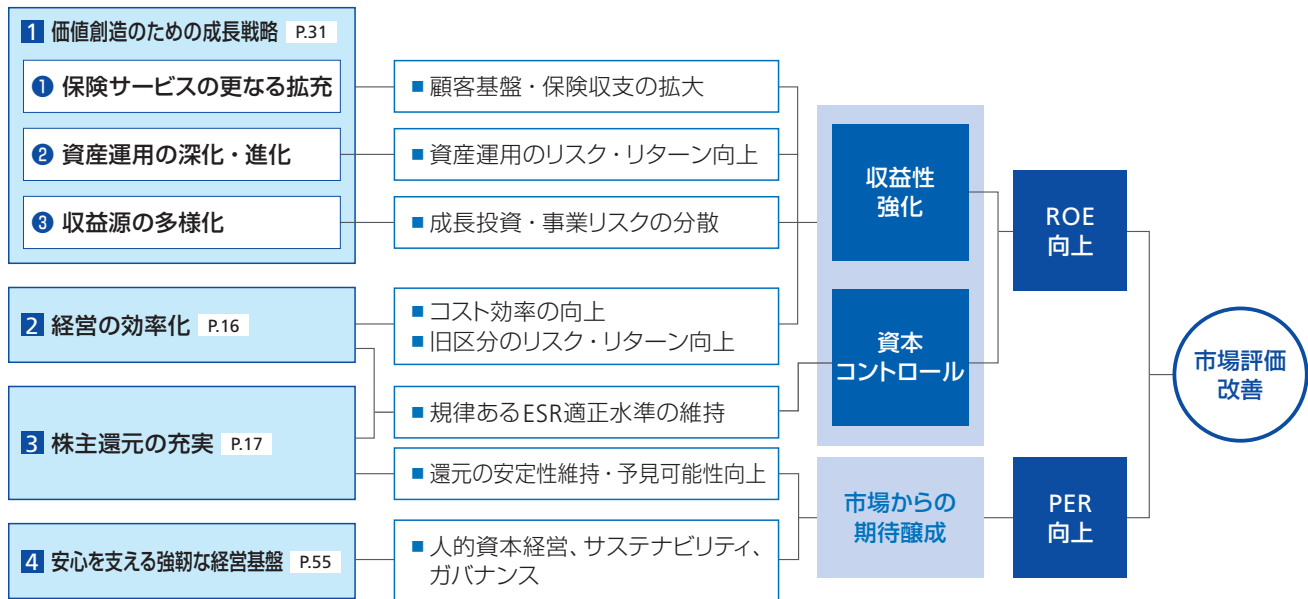 1 価値創造のための成長戦略 P.31
❶ 保険サービスの更なる拡充
■ 顧客基盤・保険収支の拡大
❷ 資産運用の深化・進化
■ 資産運用のリスク・リターン向上
❸ 収益源の多様化
■ 成長投資・事業リスクの分散
2 経営の効率化 P.16
■ コスト効率の向上
■ 旧区分のリスク・リターン向上
3 株主還元の充実 P.17
■ 規律あるESR適正水準の維持
■ 還元の安定性維持・予見可能性向上
4 安心を支える強靭な経営基盤 P.55
■ 人的資本経営、サステナビリティ、
ガバナンス
収益性
強化
資本
コントロール
市場からの
期待醸成
ROE
向上
PER
向上
市場評価
改善